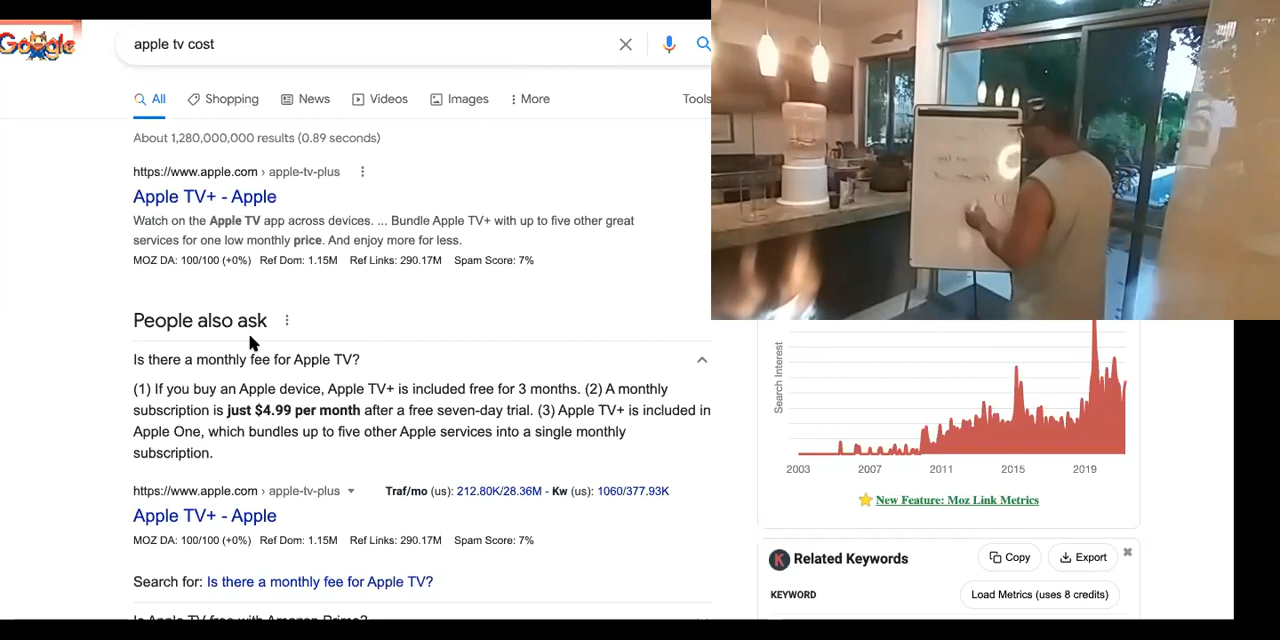 Google
apple tv cost
All
Shopping
News
Videos
Images
More
Tools
About 1,280,000,000 results (0.89 seconds)
https://www.apple.com › apple-tv-plus
Apple TV+ - Apple
Watch on the Apple TV app across devices. ... Bundle Apple TV+ with up to five other great
services for one low monthly price. And enjoy more for less.
MOZ DA: 100/100 (+0%) Ref Dom: 1.15M Ref Links: 290.17M Spam Score: 7%
People also ask
Is there a monthly fee for Apple TV?
(1) If you buy an Apple device, Apple TV+ is included free for 3 months. (2) A monthly
subscription is just $4.99 per month after a free seven-day trial. (3) Apple TV+ is included in
Apple One, which bundles up to five other Apple services into a single monthly
subscription.
https://www.apple.com › apple-tv-plus Traf/mo (us): 212.80K/28.36M - Kw (us): 1060/377.93K
Apple TV+ - Apple
MOZ DA: 100/100 (+0%) Ref Dom: 1.15M Ref Links: 290.17M Spam Score: 7%
Search for: Is there a monthly fee for Apple TV?
Is Apple TV free with Amazon Prime?
Search Interest
2003 2007 2011 2015 2019
New Feature: Moz Link Metrics
Related Keywords
Copy
Export
KEYWORD
Load Metrics (uses 8 credits)